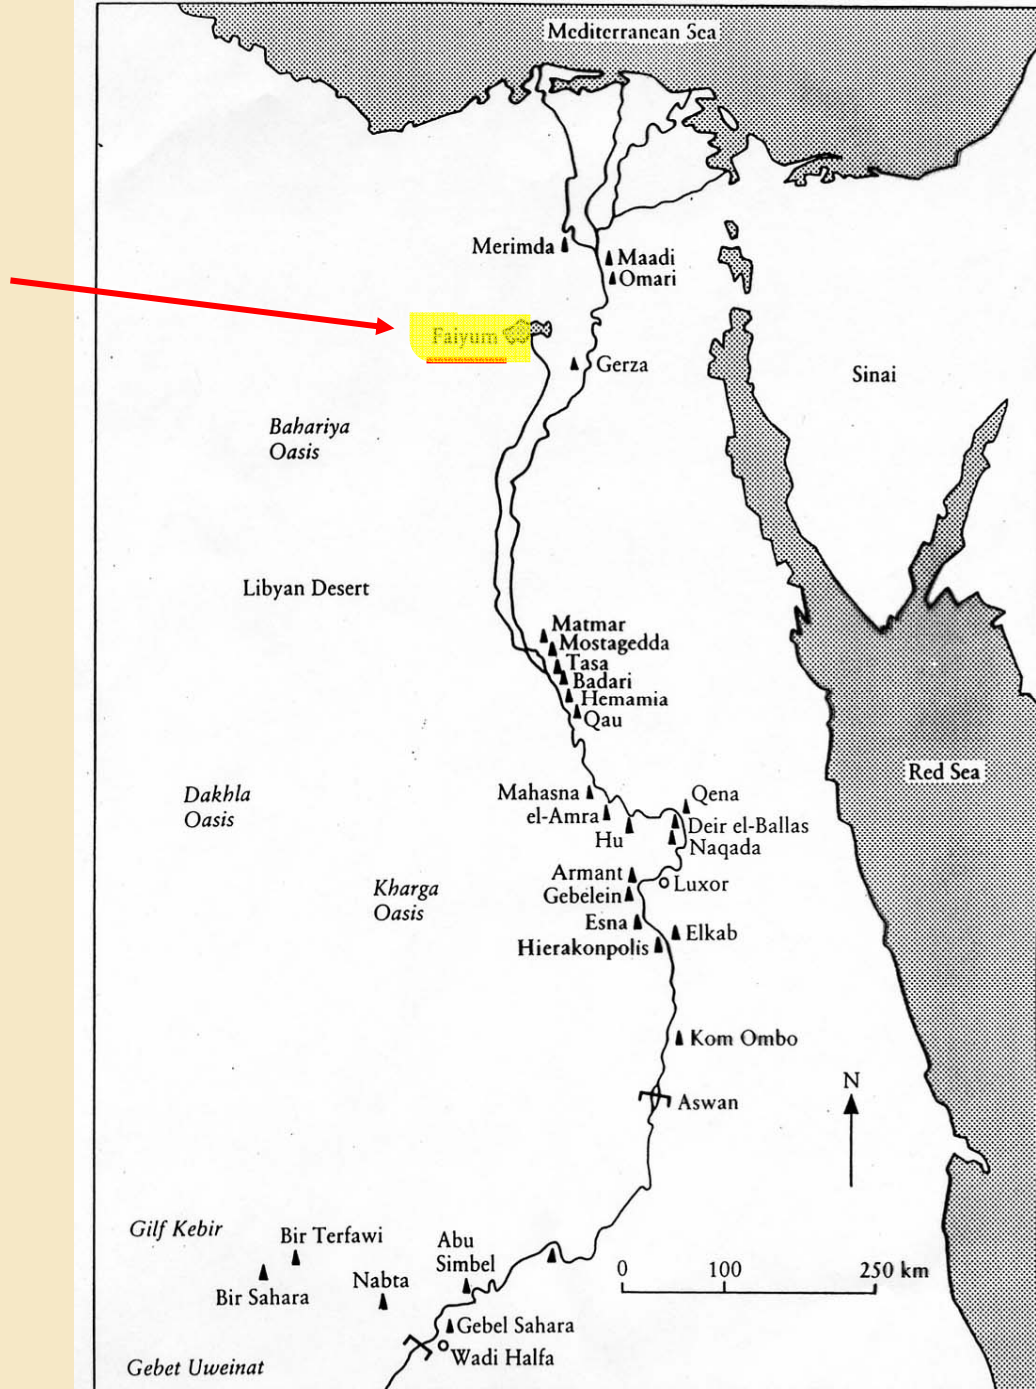 Mediterranean Sea
Merimda
Maadi
Omari
Faiyum
Gerza
Sinai
Bahariya
Oasis
Libyan Desert
Matmar
Mostagedda
Tasa
Badari
Hemamia
Qau
Red Sea
Dakhla
Oasis
Mahasna
Qena
el-Amra
Deir el-Ballas
Hu
Naqada
Kharga
Oasis
Armant
Luxor
Gebelein
Esna
Elkab
Hierakonpolis
Kom Ombo
N
Aswan
Gilf Kebir
Bir Terfawi
Abu
Simbel
0 100 250 km
Nabta
Bir Sahara
Gebel Sahara
Wadi Halfa
Gebet Uweinat